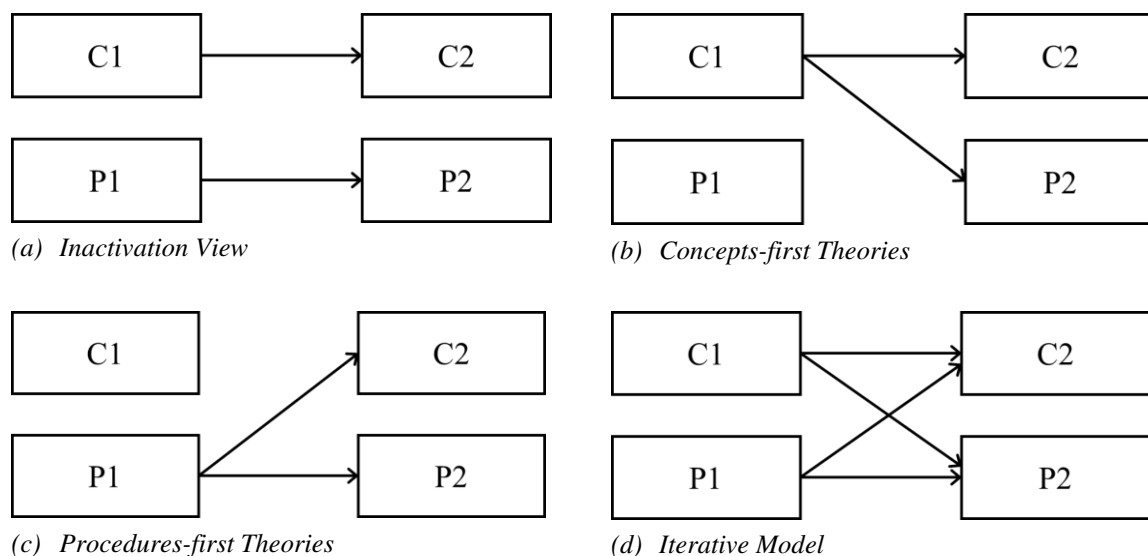 C1 C2
P1 P2
(a) Inactivation View
C1 C2
P1 P2
(b) Concepts-first Theories
C1 C2
P1 P2
(c) Procedures-first Theories
C1 C2
P1 P2
(d) Iterative Model